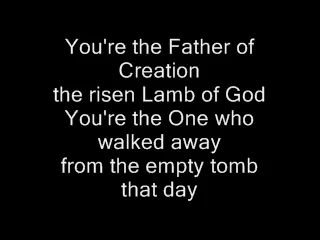 You're the Father of
Creation
the risen Lamb of God
You're the One who
walked away
from the empty tomb
that day